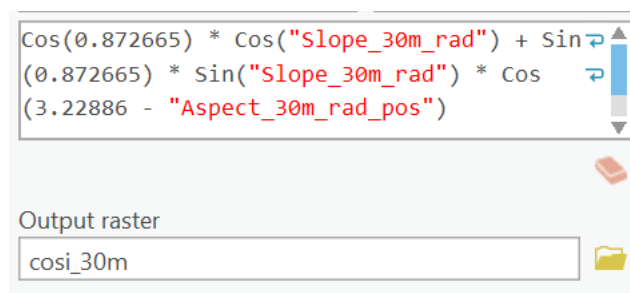 Cos(0.872665) * Cos("Slope_30m_rad") + Sin
(0.872665) * Sin("Slope_30m_rad") * Cos
(3.22886 - "Aspect_30m_rad_pos")
Output raster
cosi_30m